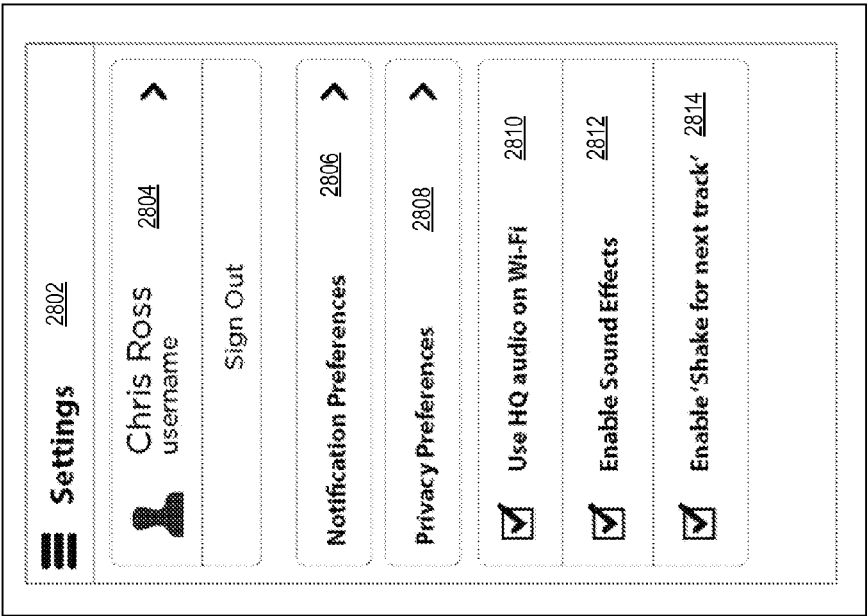 Settings 2802
Chris Ross 2804
username
Sign Out
Notification Preferences 2806
Privacy Preferences 2808
Use HQ audio on Wi-Fi 2810
Enable Sound Effects 2812
Enable 'Shake for next track' 2814